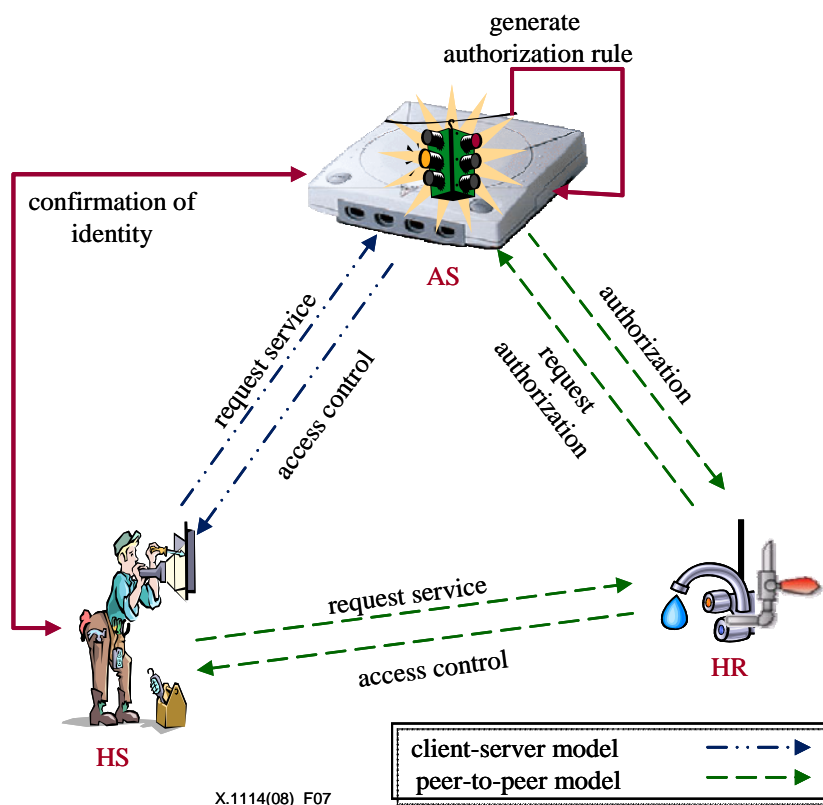 generate
authorization rule
confirmation of
identity
AS
request service
access control
authorization
request
authorization
request service
access control
HR
HS
client-server model
peer-to-peer model
X.1114(08)_F07